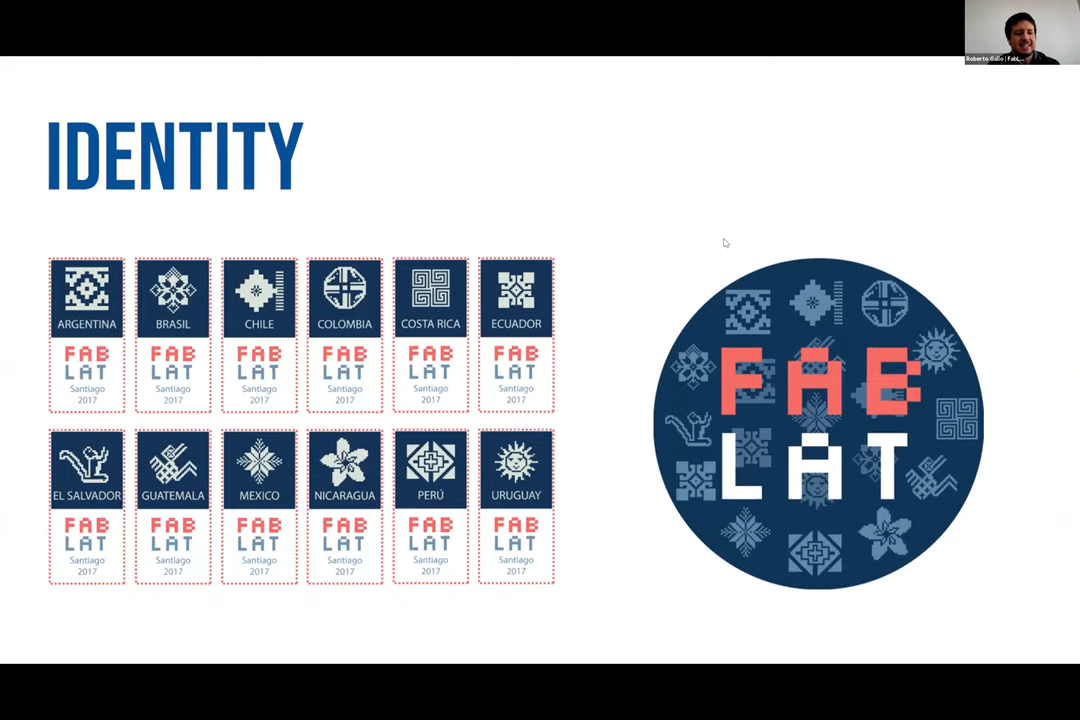 Roberto Gallo | FabL...
IDENTITY
ARGENTINA
FAB
LAT
Santiago
2017
BRASIL
FAB
LAT
Santiago
2017
CHILE
FAB
LAT
Santiago
2017
COLOMBIA
FAB
LAT
Santiago
2017
COSTA RICA
FAB
LAT
Santiago
2017
ECUADOR
FAB
LAT
Santiago
2017
EL SALVADOR
FAB
LAT
Santiago
2017
GUATEMALA
FAB
LAT
Santiago
2017
MEXICO
FAB
LAT
Santiago
2017
NICARAGUA
FAB
LAT
Santiago
2017
PERÚ
FAB
LAT
Santiago
2017
URUGUAY
FAB
LAT
Santiago
2017
FAB
LAT